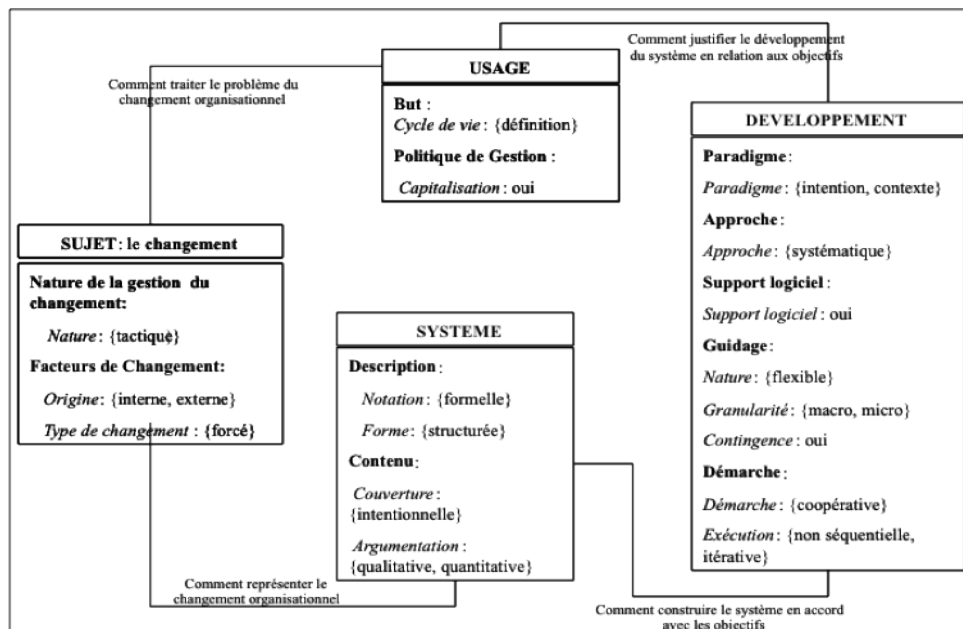 Comment justifier le développement
du système en relation aux objectifs
USAGE
Comment traiter le problème du
changement organisationnel
But :
Cycle de vie : {définition}
Politique de Gestion :
Capitalisation : oui
DEVELOPPEMENT
Paradigme :
Paradigme : {intention, contexte}
Approche :
Approche : {systématique}
Support logiciel :
Support logiciel : oui
Guidage :
Nature : {flexible}
Granularité : {macro, micro}
Contingence : oui
Démarche :
Démarche : {coopérative}
Exécution : {non séquentielle,
itérative}
SUJET : le changement
Nature de la gestion du
changement:
Nature : {tactique}
Facteurs de Changement:
Origine : {interne, externe}
Type de changement : {forcé}
SYSTEME
Description :
Notation : {formelle}
Forme : {structurée}
Contenu :
Couverture :
{intentionnelle}
Argumentation :
{qualitative, quantitative}
Comment représenter le
changement organisationnel
Comment construire le système en accord
avec les objectifs